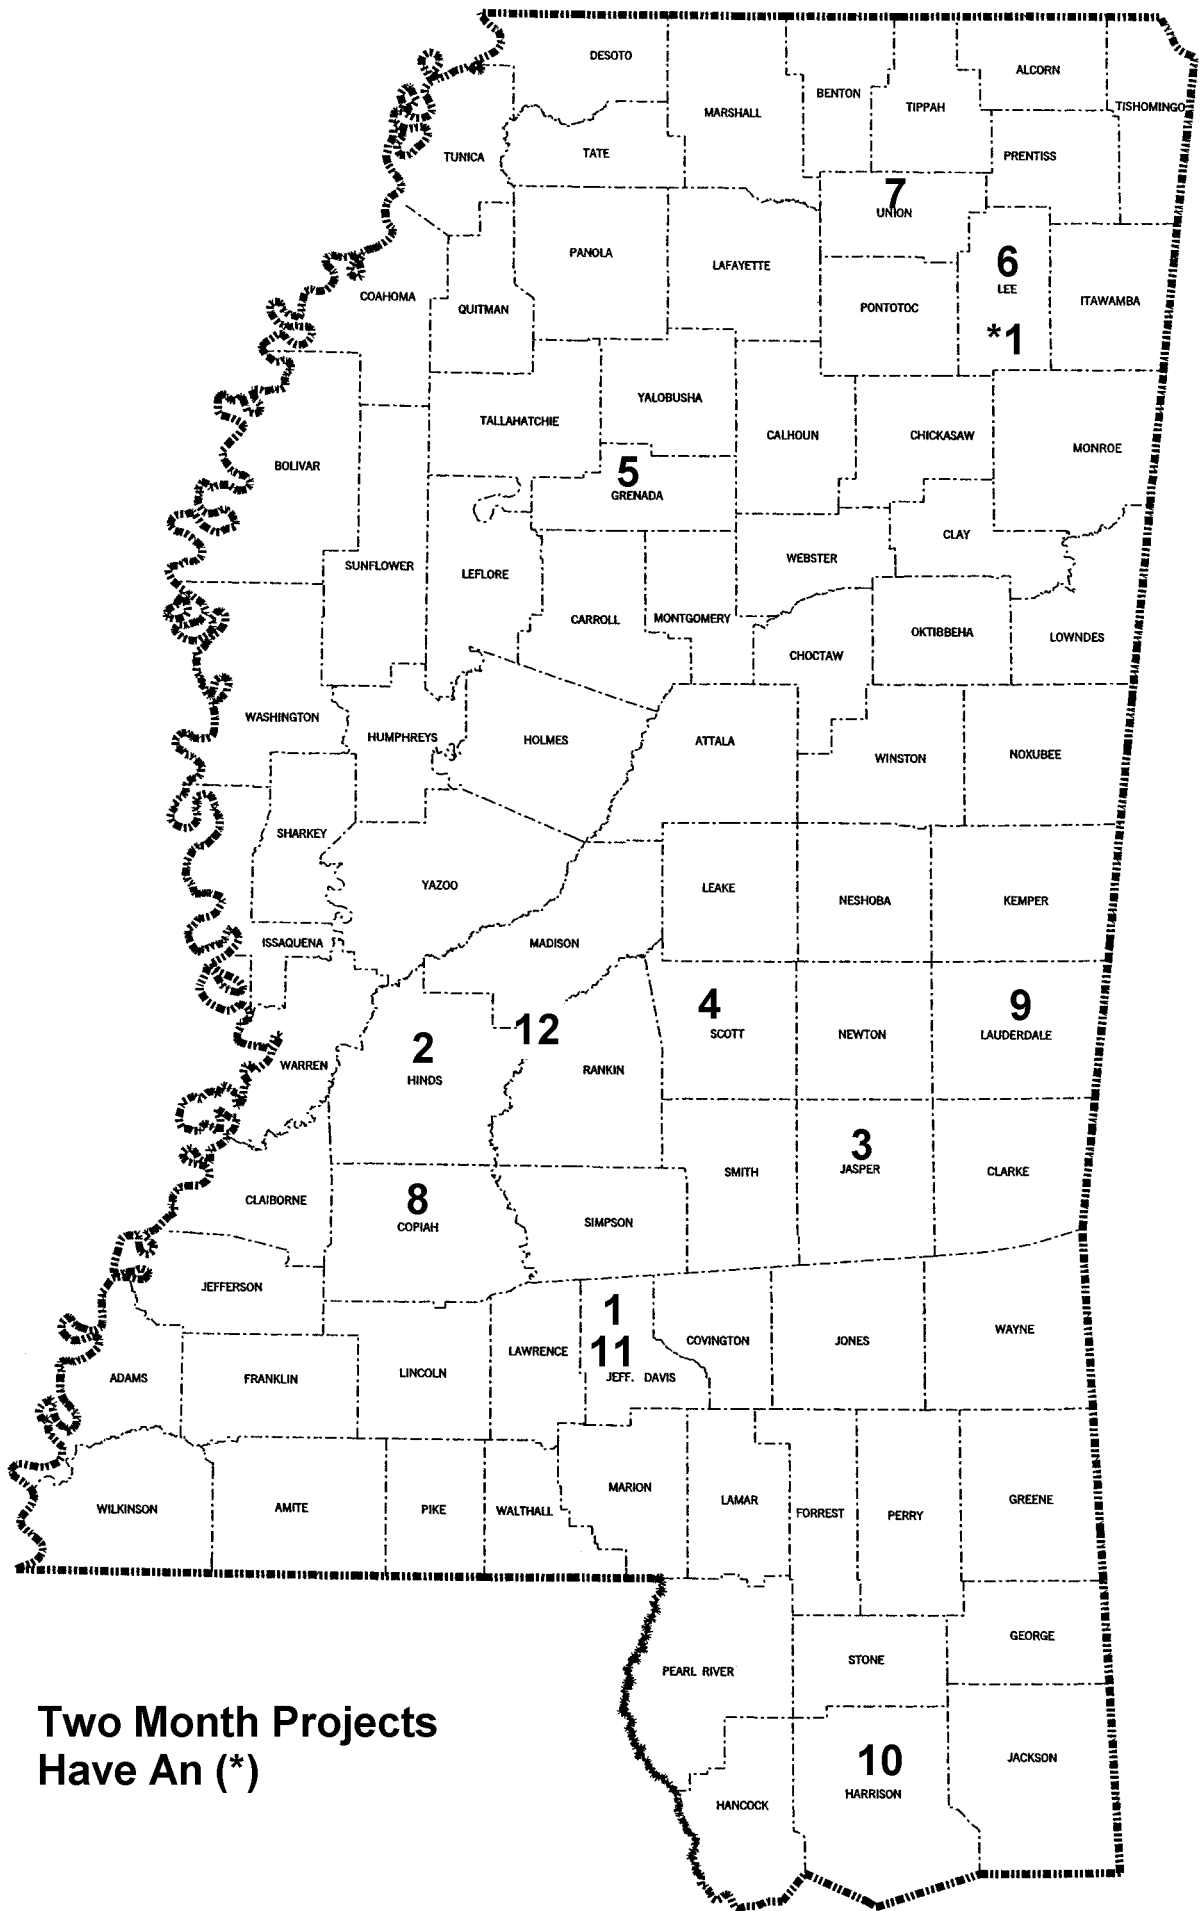 DESOTO
ALCORN
BENTON
MARSHALL
TIPPAH
TISHOMINGO
TUNICA
TATE
PRENTISS
7
UNION
PANOLA
LAFAYETTE
6
LEE
COAHOMA
QUITMAN
PONTOTOC
ITAWAMBA
*1
YALOBUSHA
TALLAHATCHIE
CALHOUN
CHICKASAW
MONROE
BOLIVAR
5
GRENADA
CLAY
WEBSTER
SUNFLOWER
LEFLORE
CARROLL
MONTGOMERY
OKTIBBEHA
LOWNDES
CHOCTAW
WASHINGTON
HUMPHREYS
HOLMES
ATTALA
WINSTON
NOXUBEE
SHARKEY
YAZOO
LEAKE
NESHOBA
KEMPER
ISSAQUENA
MADISON
4
SCOTT
9
LAUDERDALE
NEWTON
12
2
HINDS
WARREN
RANKIN
3
JASPER
SMITH
CLARKE
CLAIBORNE
8
COPIAH
SIMPSON
JEFFERSON
1
11
JEFF. DAVIS
LAWRENCE
COVINGTON
JONES
WAYNE
ADAMS
FRANKLIN
LINCOLN
WILKINSON
AMITE
PIKE
WALTHALL
MARION
LAMAR
FORREST
PERRY
GREENE
GEORGE
STONE
PEARL RIVER
Two Month Projects
Have An (*)
10
HARRISON
JACKSON
HANCOCK